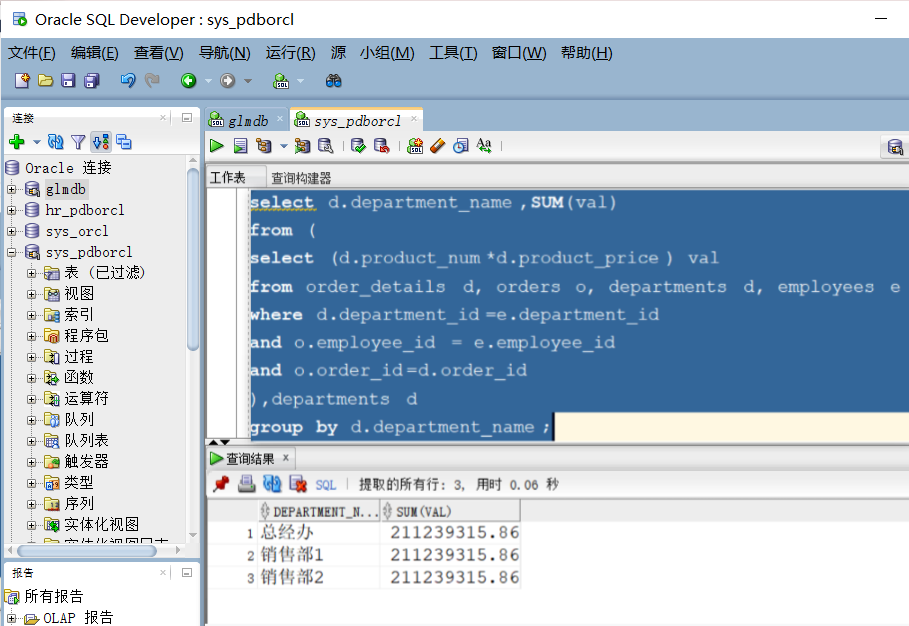 Oracle SQL Developer : sys_pdborcl
文件(F) 编辑(E) 查看(V) 导航(N) 运行(R) 源 小组(M) 工具(T) 窗口(W) 帮助(H)
连接
glmdb
sys_pdborcl
Oracle 连接
glmdb
hr_pdborcl
sys_orcl
sys_pdborcl
表 (已过滤)
视图
索引
程序包
过程
函数
运算符
队列
队列表
触发器
类型
序列
实体化视图
实体化视图日志
报告
所有报告
OLAP 报告
工作表 查询构建器
select d.department_name ,SUM(val)
from (
select (d.product_num *d.product_price ) val
from order_details d, orders o, departments d, employees e
where d.department_id =e.department_id
and o.employee_id = e.employee_id
and o.order_id=d.order_id
),departments d
group by d.department_name ;
查询结果
SQL | 提取的所有行: 3, 用时 0.06 秒
DEPARTMENT_N... SUM(VAL)
1 总经办 211239315.86
2 销售部1 211239315.86
3 销售部2 211239315.86